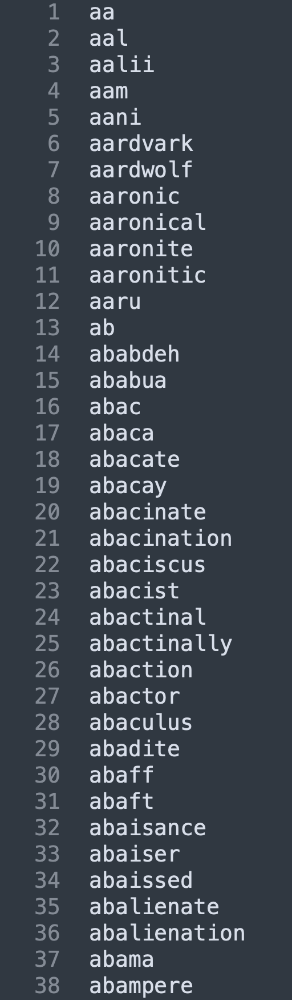 1 aa
2 aal
3 aalii
4 aam
5 aani
6 aardvark
7 aardwolf
8 aaronic
9 aaronical
10 aaronite
11 aaronitic
12 aaru
13 ab
14 ababdeh
15 ababua
16 abac
17 abaca
18 abacate
19 abacay
20 abacinate
21 abacination
22 abaciscus
23 abacist
24 abactinal
25 abactinally
26 abaction
27 abactor
28 abaculus
29 abadite
30 abaff
31 abaft
32 abaisance
33 abaiser
34 abaissed
35 abalienate
36 abalienation
37 abama
38 abampere